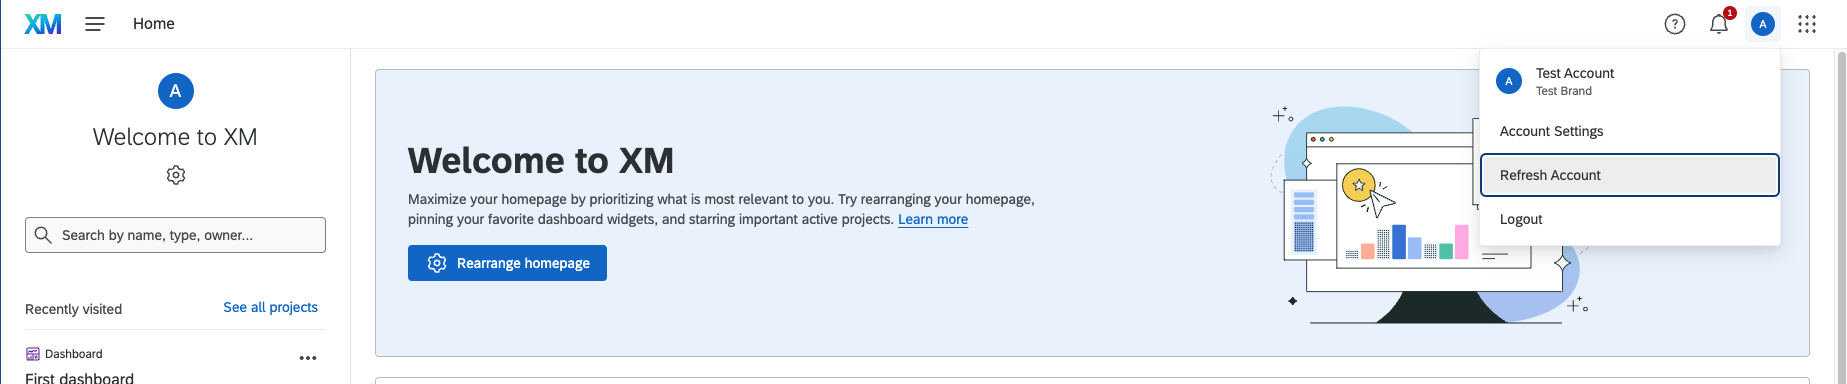 XM
Home
1
A
A
Test Account
Test Brand
Account Settings
Refresh Account
Logout
A
Welcome to XM
Search by name, type, owner...
Recently visited
See all projects
Dashboard
First dashboard
Welcome to XM
Maximize your homepage by prioritizing what is most relevant to you. Try rearranging your homepage,
pinning your favorite dashboard widgets, and starring important active projects. Learn more
Rearrange homepage